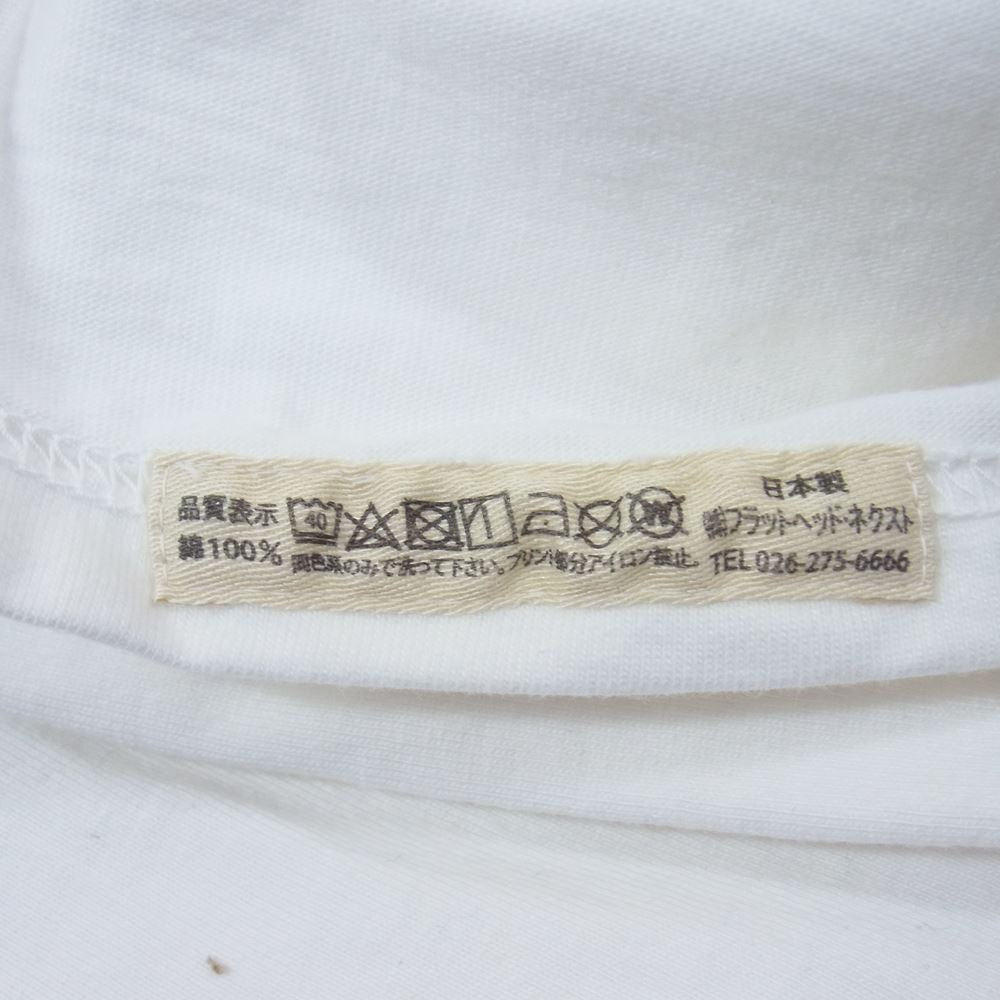 品質表示
綿100%
40
同色系のみで洗って下さい。プリント部分アイロン禁止。
W
日本製
㈱フラットヘッド・ネクスト
TEL 026-275-6666